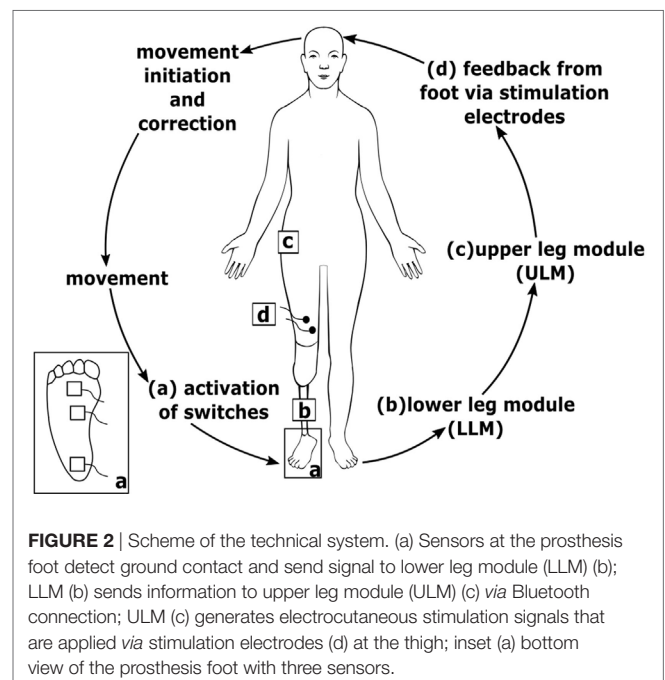 movement
initiation
and
correction
(d) feedback from
foot via stimulation
electrodes
c
(c)upper leg module
(ULM)
movement
d
(a) activation
of switches
b
(b)lower leg module
(LLM)
a
a
FIGURE 2 | Scheme of the technical system. (a) Sensors at the prosthesis
foot detect ground contact and send signal to lower leg module (LLM) (b);
LLM (b) sends information to upper leg module (ULM) (c) via Bluetooth
connection; ULM (c) generates electrocutaneous stimulation signals that
are applied via stimulation electrodes (d) at the thigh; inset (a) bottom
view of the prosthesis foot with three sensors.